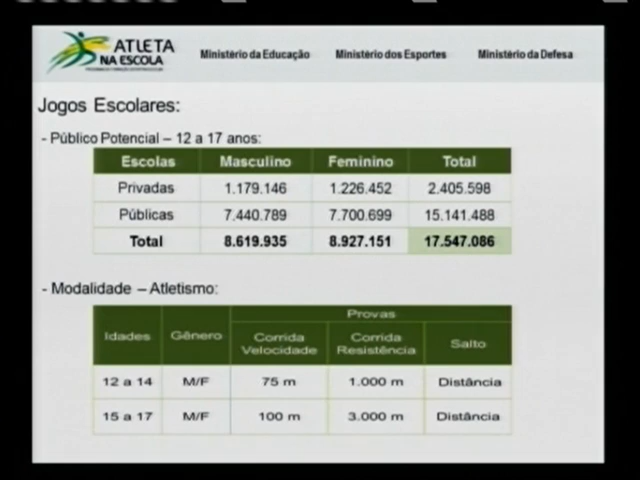 ATLETA
NA ESCOLA
Ministério da Educação Ministério dos Esportes Ministério da Defesa
Jogos Escolares:
- Público Potencial – 12 a 17 anos:
Escolas Masculino Feminino Total
Privadas 1.179.146 1.226.452 2.405.598
Públicas 7.440.789 7.700.699 15.141.488
Total 8.619.935 8.927.151 17.547.086
- Modalidade – Atletismo:
Provas
Idades Gênero Corrida Velocidade Corrida Resistência Salto
12 a 14 M/F 75 m 1.000 m Distância
15 a 17 M/F 100 m 3.000 m Distância